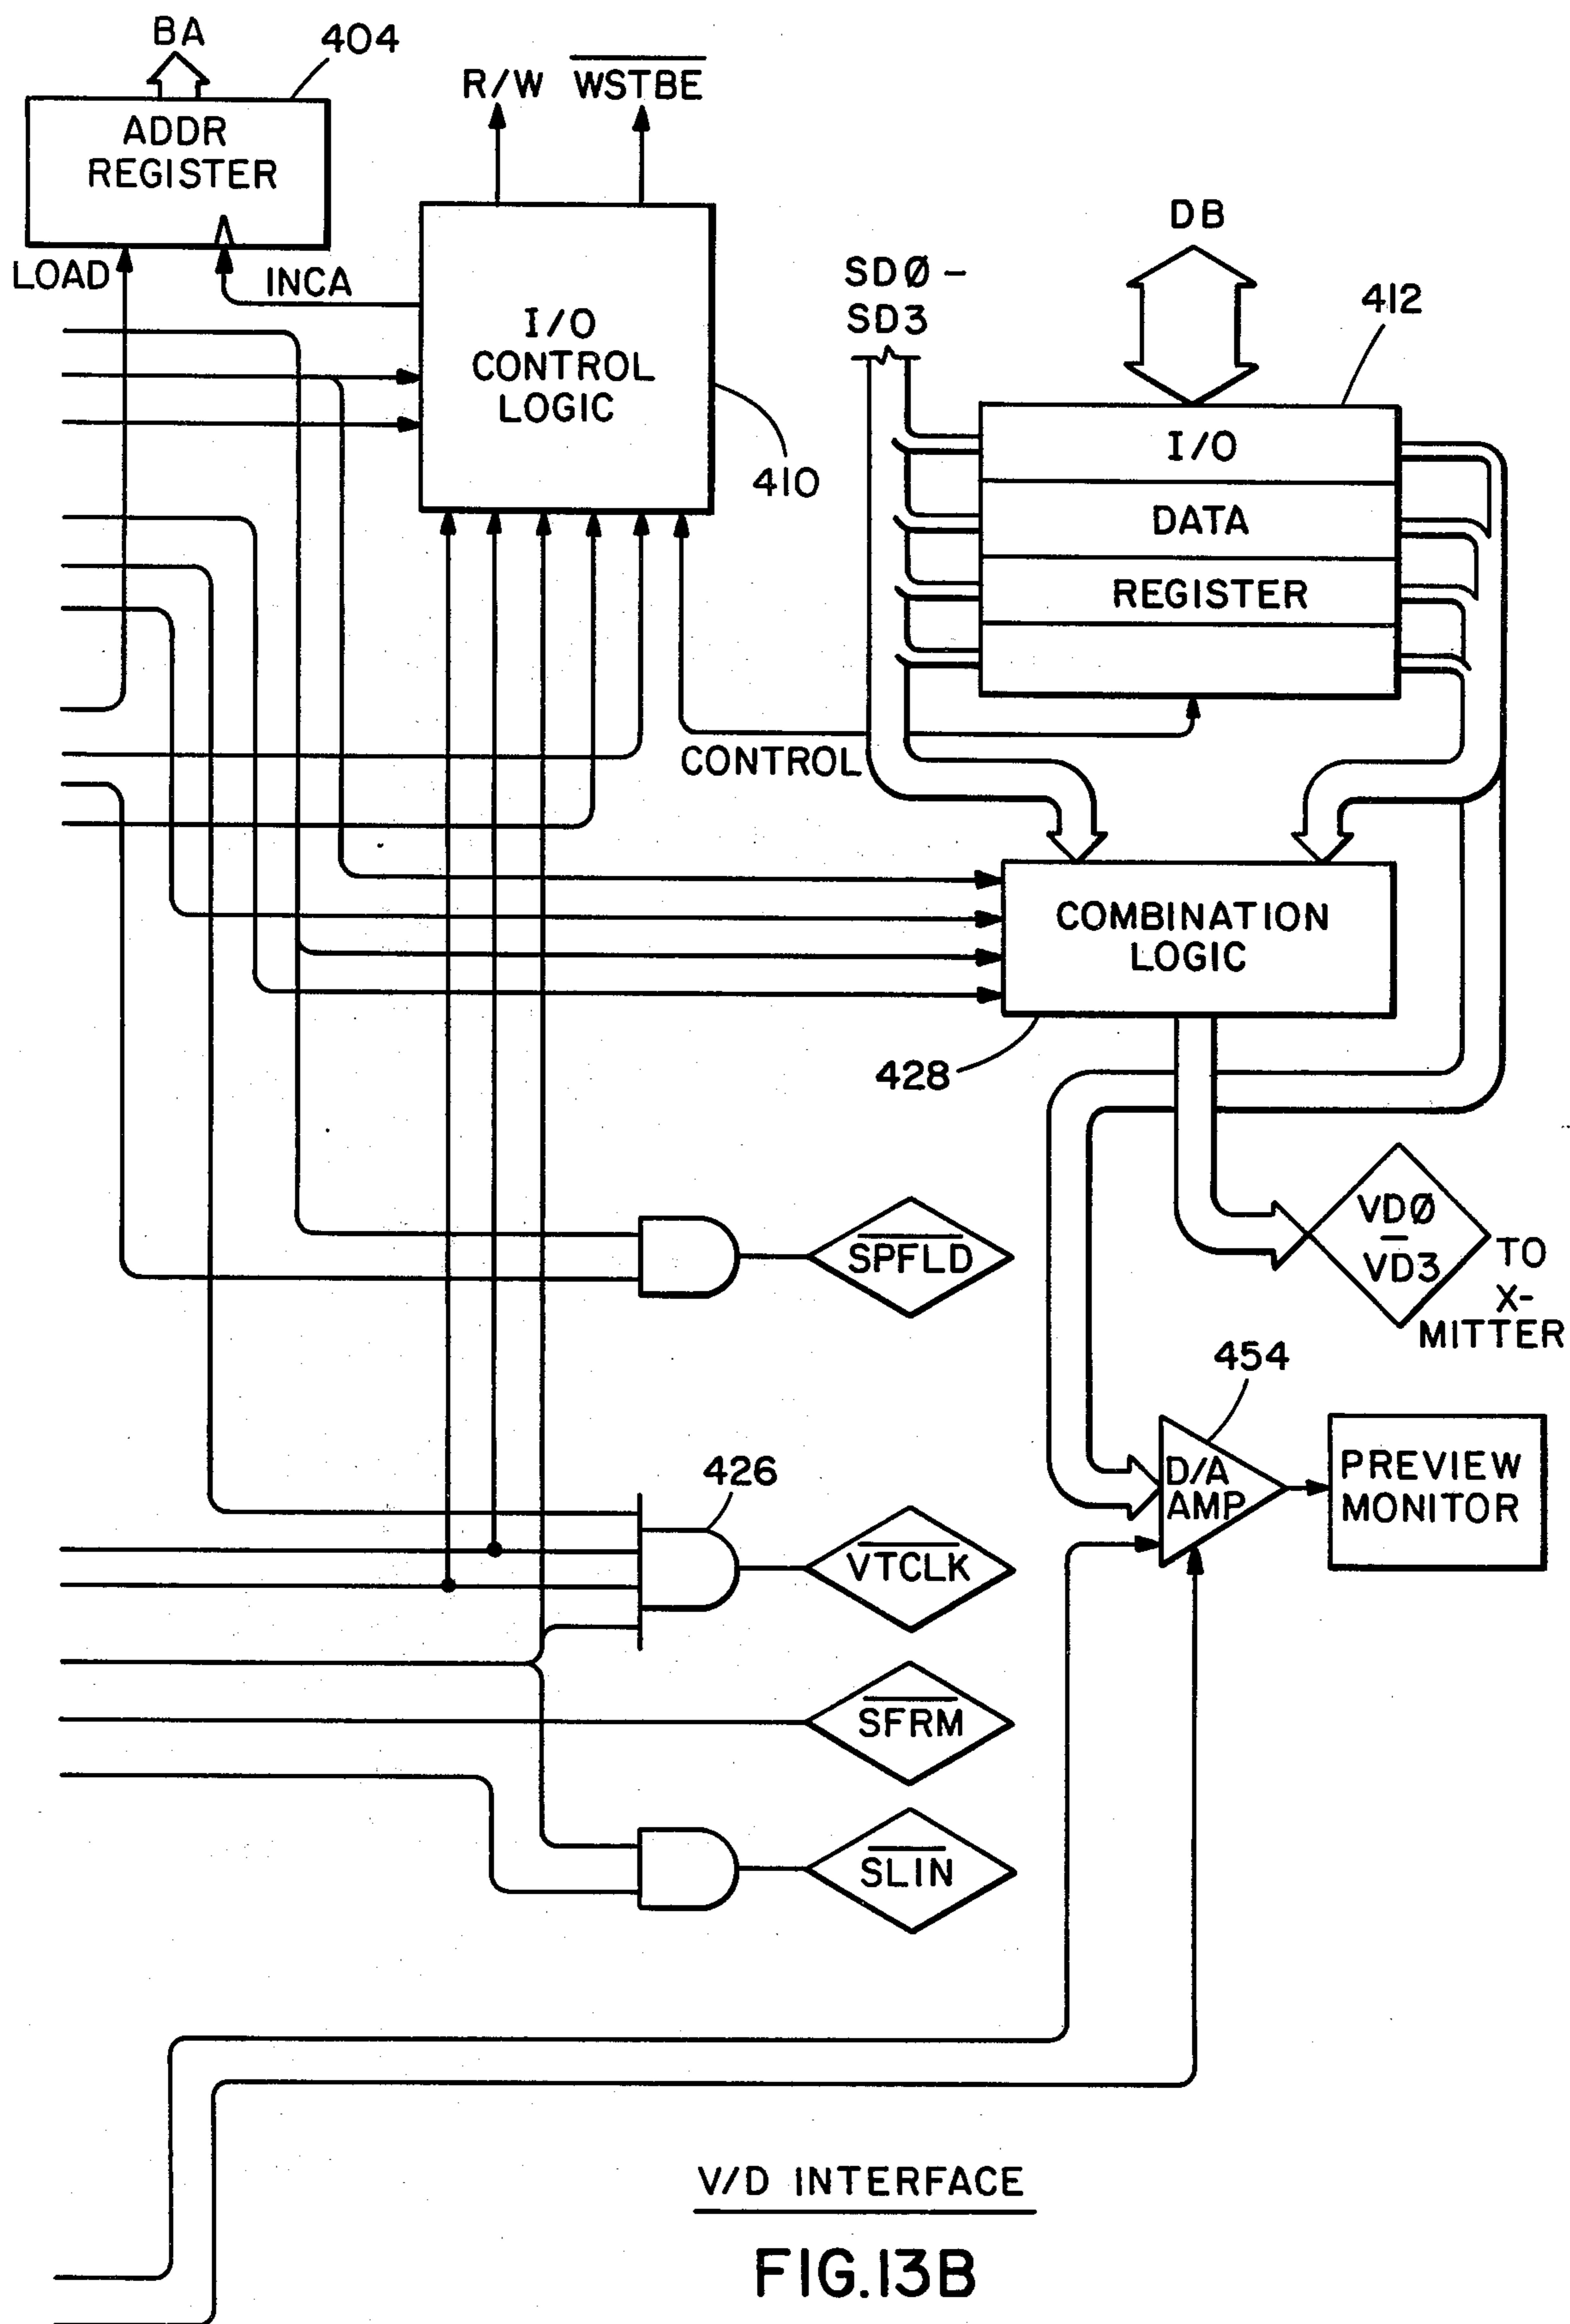 BA
404
R/W
WSTBE
ADDR
REGISTER
LOAD
INCA
I/O
CONTROL
LOGIC
410
SDØ-
SD3
DB
412
I/O
DATA
REGISTER
CONTROL
COMBINATION
LOGIC
428
SPFLD
VDØ
–
VD3
TO
X-
MITTER
454
D/A
AMP
PREVIEW
MONITOR
426
VTCLK
SFRM
SLIN
V/D INTERFACE
FIG.13B